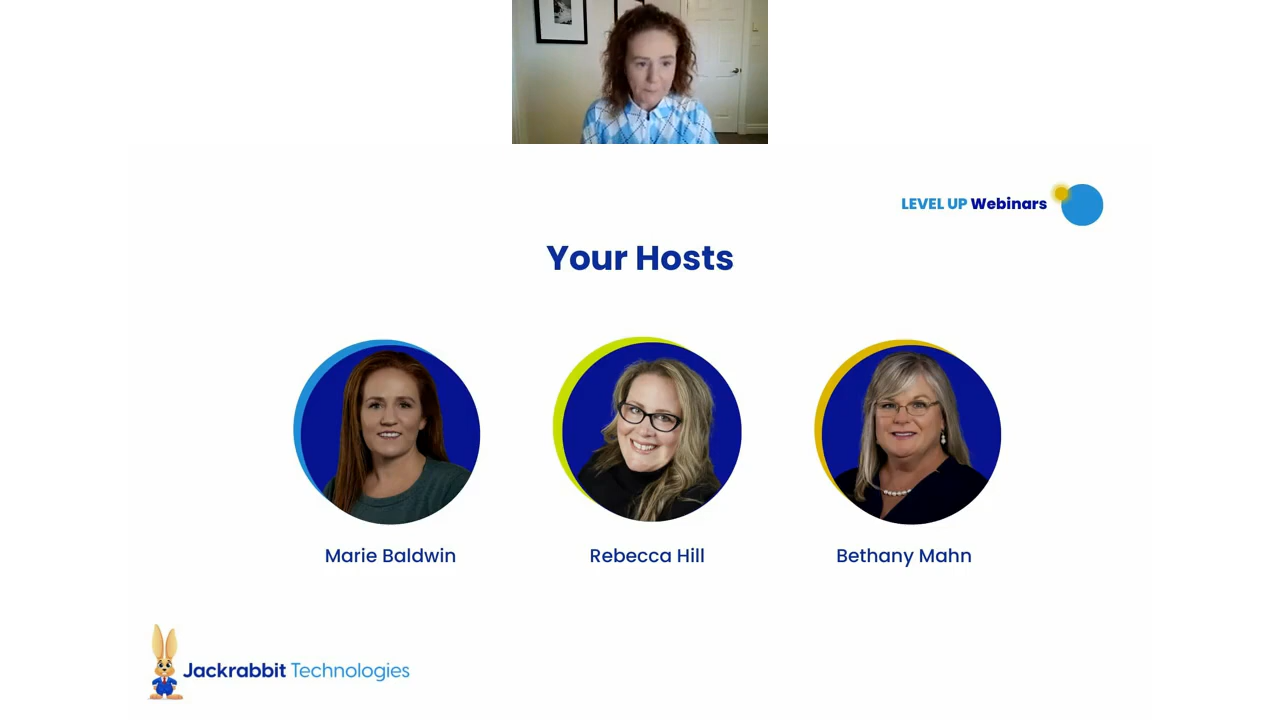 LEVEL UP Webinars
Your Hosts
Marie Baldwin
Rebecca Hill
Bethany Mahn
Jackrabbit Technologies